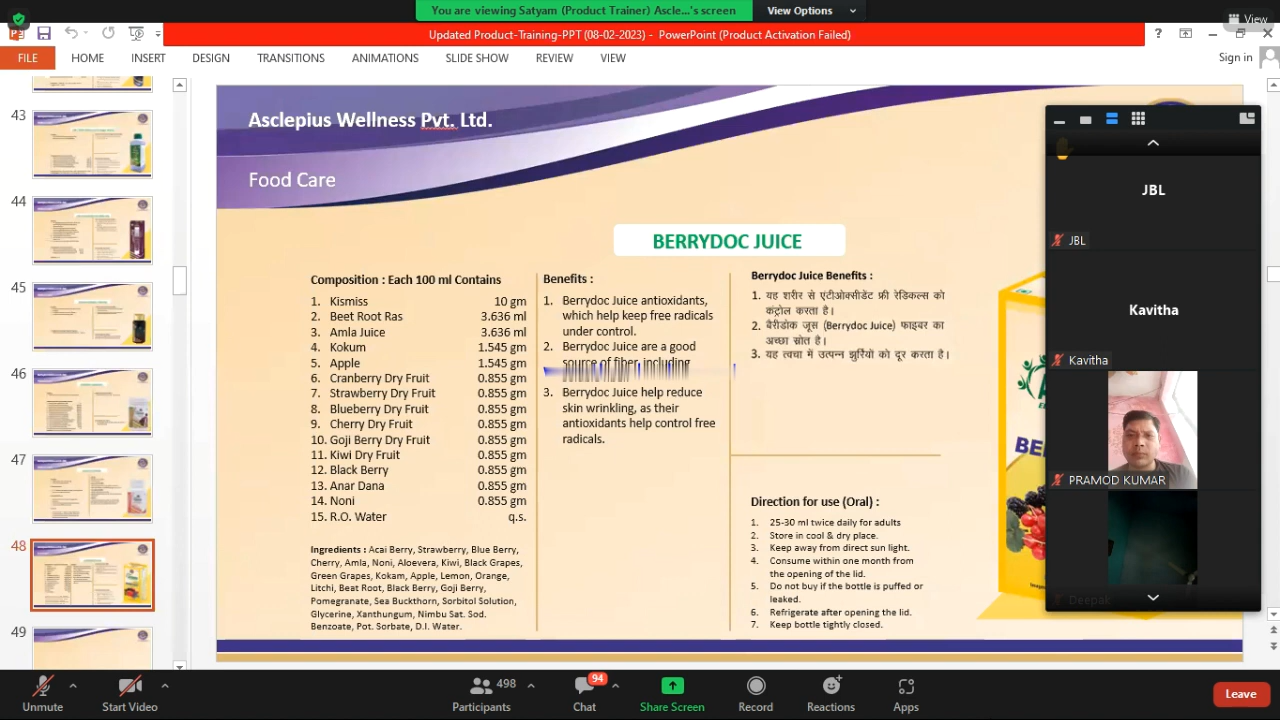 You are viewing Satyam (Product Trainer) Ascle...'s screen
View Options
View
Updated Product-Training-PPT (08-02-2023) - PowerPoint (Product Activation Failed)
?
FILE HOME INSERT DESIGN TRANSITIONS ANIMATIONS SLIDE SHOW REVIEW VIEW
Sign in
43
44
45
46
47
48
49
Asclepius Wellness Pvt. Ltd.
Food Care
BERRYDOC JUICE
Composition : Each 100 ml Contains
1. Kismiss 10 gm
2. Beet Root Ras 3.636 ml
3. Amla Juice 3.636 ml
4. Kokum 1.545 gm
5. Apple 1.545 gm
6. Cranberry Dry Fruit 0.855 gm
7. Strawberry Dry Fruit 0.855 gm
8. Blueberry Dry Fruit 0.855 gm
9. Cherry Dry Fruit 0.855 gm
10. Goji Berry Dry Fruit 0.855 gm
11. Kiwi Dry Fruit 0.855 gm
12. Black Berry 0.855 gm
13. Anar Dana 0.855 gm
14. Noni 0.855 gm
15. R.O. Water q.s.
Ingredients : Acai Berry, Strawberry, Blue Berry,
Cherry, Amla, Noni, Aloevera, Kiwi, Black Grapes,
Green Grapes, Kokam, Apple, Lemon, Orange,
Litchi, Beat Root, Black Berry, Goji Berry,
Pomegranate, Sea Buckthorn, Sorbitol Solution,
Glycerine, Xanthungum, Nimbu Sat. Sod.
Benzoate, Pot. Sorbate, D.I. Water.
Benefits :
1. Berrydoc Juice antioxidants,
which help keep free radicals
under control.
2. Berrydoc Juice are a good
source of fiber, including
3. Berrydoc Juice help reduce
skin wrinkling, as their
antioxidants help control free
radicals.
Berrydoc Juice Benefits :
1. यह शरीर से एंटीओक्सीडेंट फ्री रेडिकल्स को
कंट्रोल करता है।
2. बैरीडोक जूस (Berrydoc Juice) फाइबर का
अच्छा स्रोत है।
3. यह त्वचा में उत्पन्न झुर्रियों को दूर करता है।
Direction for use (Oral) :
1. 25-30 ml twice daily for adults
2. Store in cool & dry place.
3. Keep away from direct sun light.
4. Consume within one month from
the opening of the lid.
5. Do not buy if the bottle is puffed or
leaked.
6. Refrigerate after opening the lid.
7. Keep bottle tightly closed.
JBL
JBL
Kavitha
Kavitha
PRAMOD KUMAR
Deepak
Unmute
Start Video
498
Participants
94
Chat
Share Screen
Record
Reactions
Apps
Leave